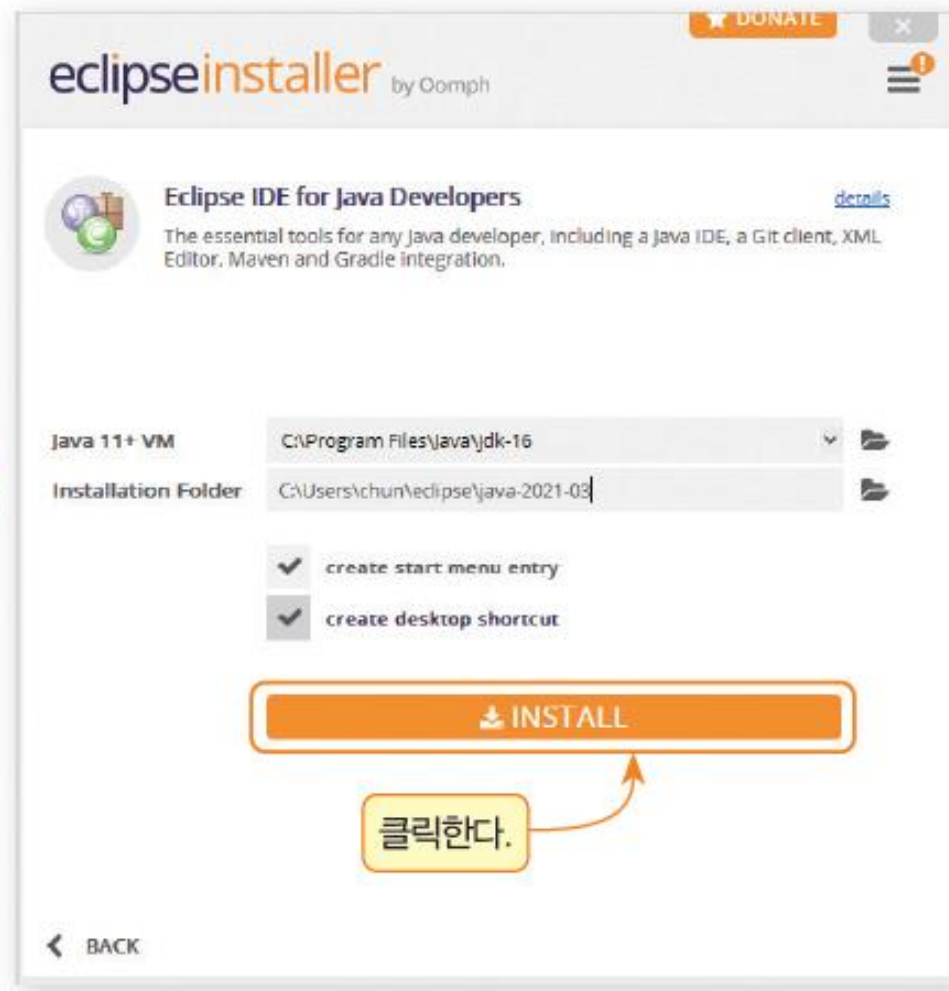 DONATE
eclipseinstaller by Oomph
Eclipse IDE for Java Developers
details
The essential tools for any Java developer, including a Java IDE, a Git client, XML
Editor, Maven and Gradle integration.
Java 11+ VM
C:\Program Files\Java\jdk-16
Installation Folder
C:\Users\chun\eclipse\java-2021-03
create start menu entry
create desktop shortcut
INSTALL
클릭한다.
BACK